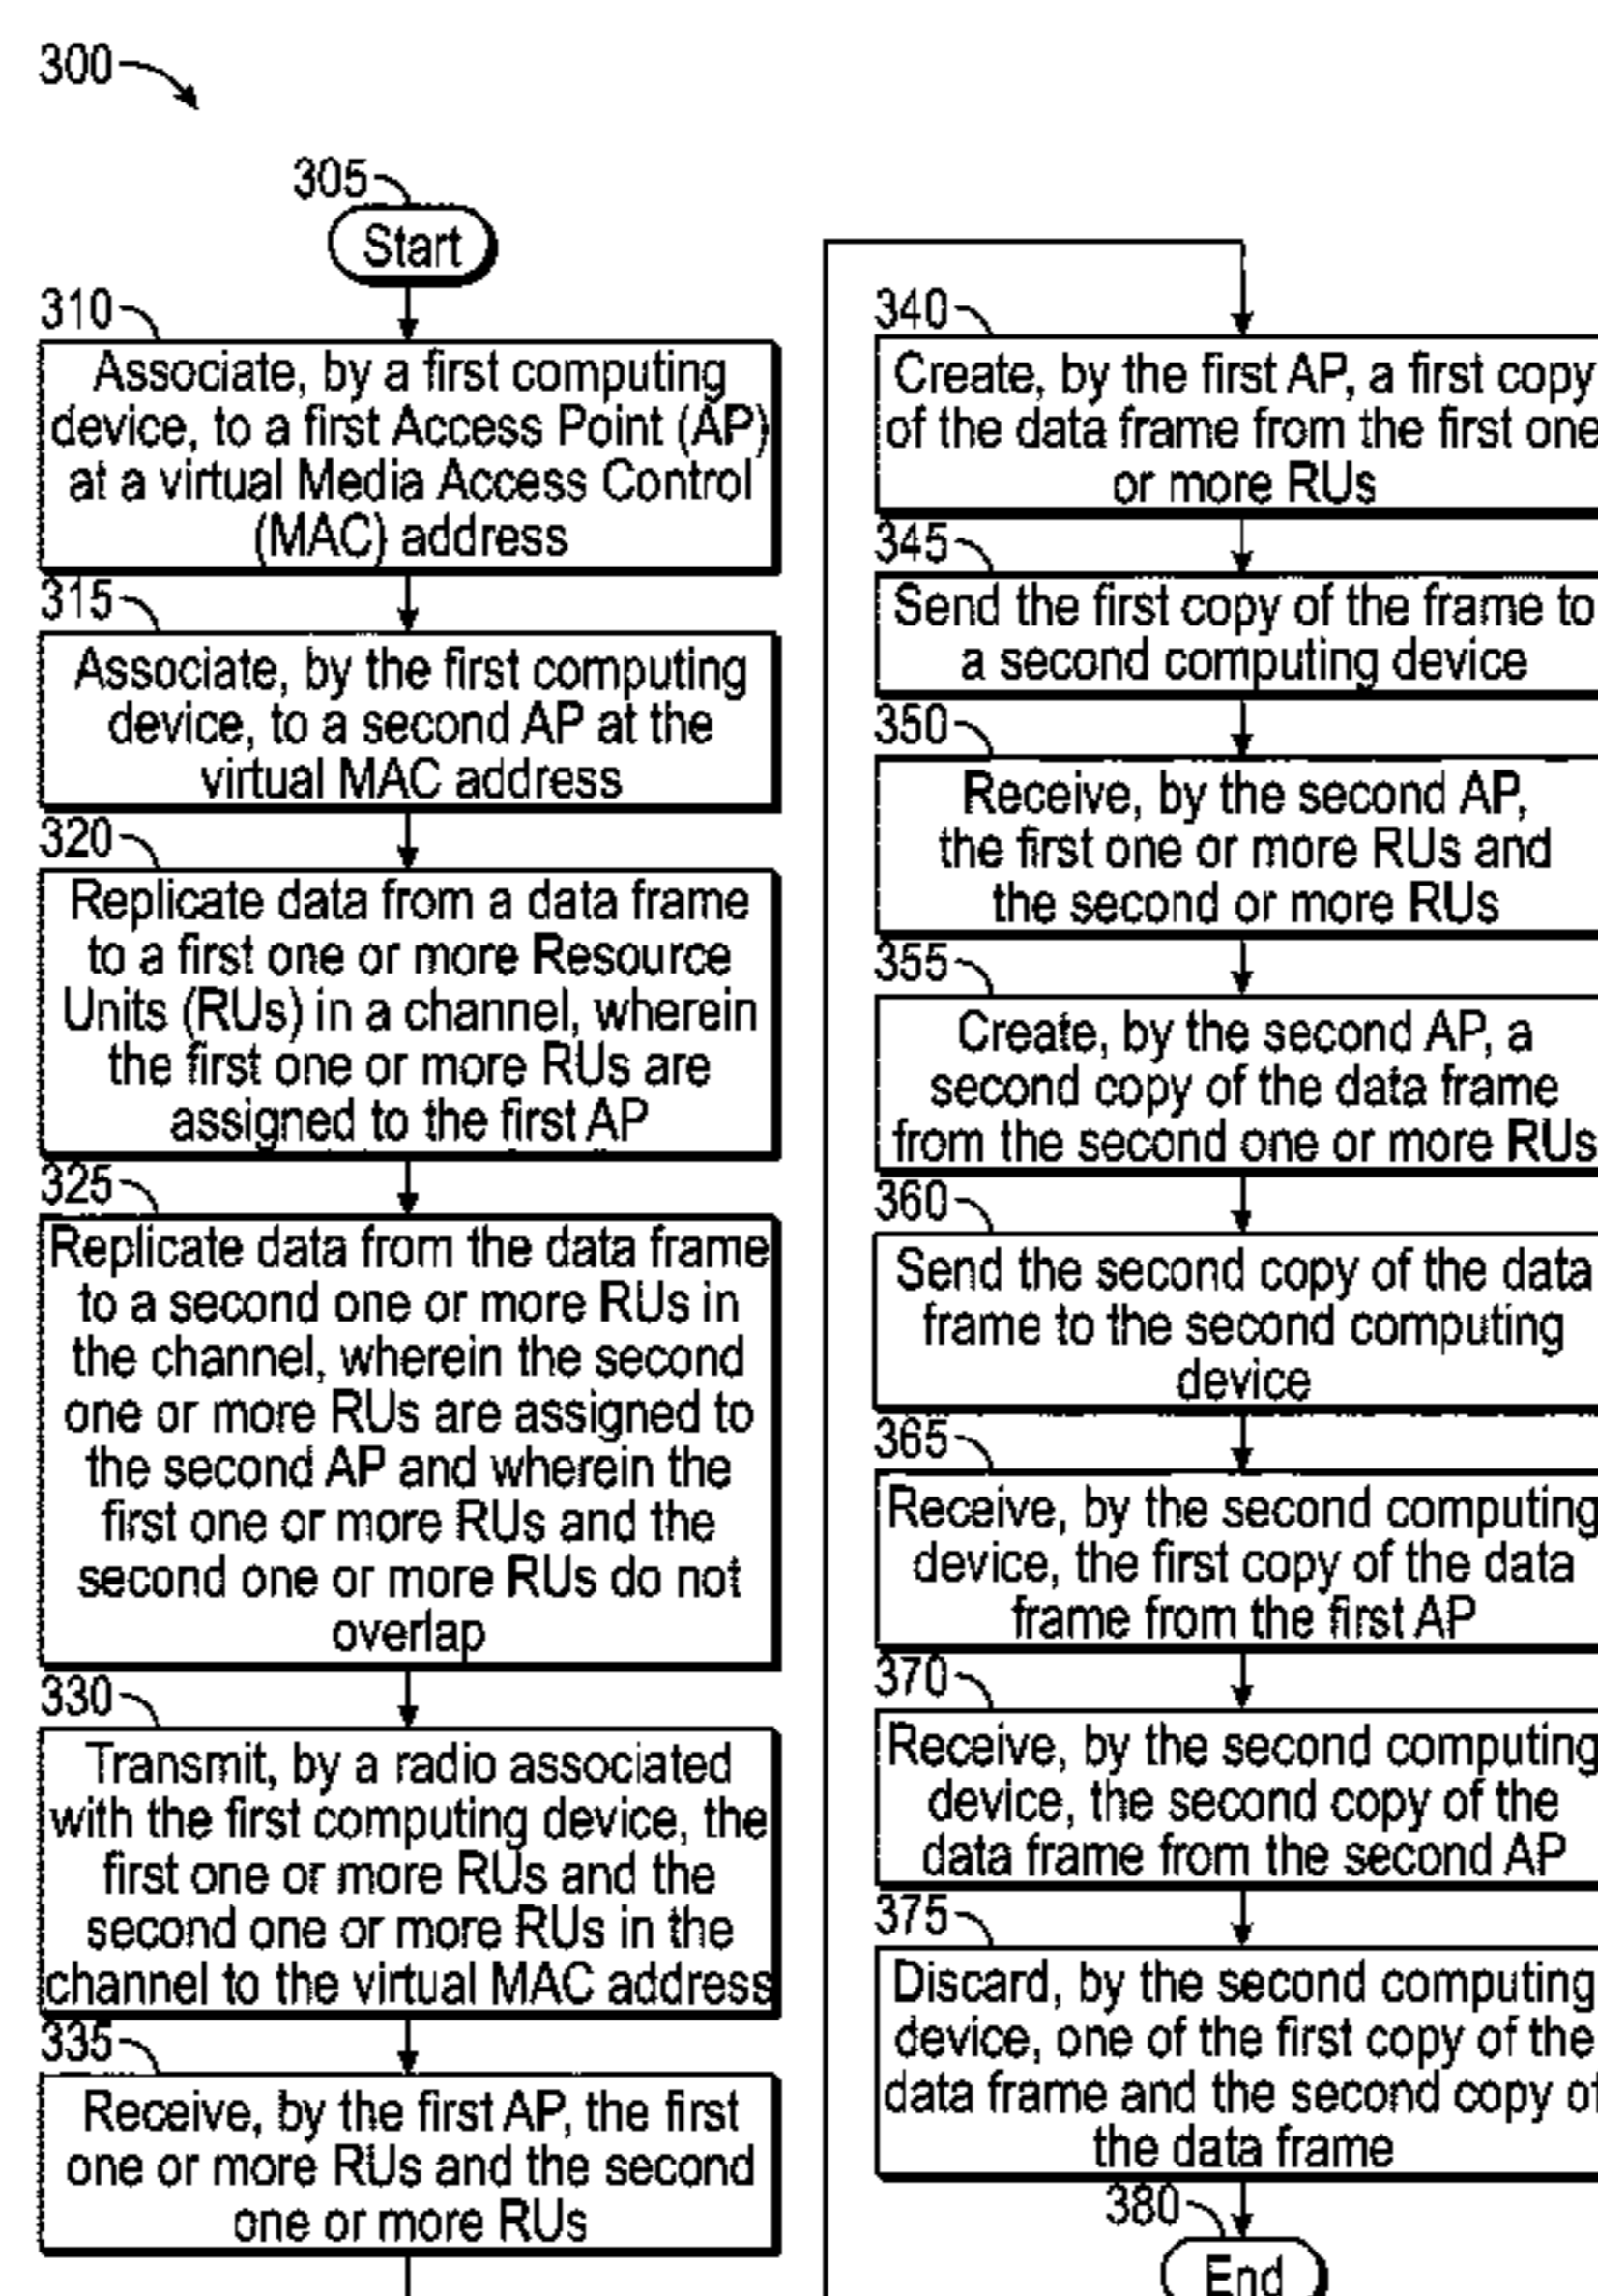 300
305
Start
310
Associate, by a first computing
device, to a first Access Point (AP)
at a virtual Media Access Control
(MAC) address
315
Associate, by the first computing
device, to a second AP at the
virtual MAC address
320
Replicate data from a data frame
to a first one or more Resource
Units (RUs) in a channel, wherein
the first one or more RUs are
assigned to the first AP
325
Replicate data from the data frame
to a second one or more RUs in
the channel, wherein the second
one or more RUs are assigned to
the second AP and wherein the
first one or more RUs and the
second one or more RUs do not
overlap
330
Transmit, by a radio associated
with the first computing device, the
first one or more RUs and the
second one or more RUs in the
channel to the virtual MAC address
335
Receive, by the first AP, the first
one or more RUs and the second
one or more RUs
340
Create, by the first AP, a first copy
of the data frame from the first one
or more RUs
345
Send the first copy of the frame to
a second computing device
350
Receive, by the second AP,
the first one or more RUs and
the second or more RUs
355
Create, by the second AP, a
second copy of the data frame
from the second one or more RUs
360
Send the second copy of the data
frame to the second computing
device
365
Receive, by the second computing
device, the first copy of the data
frame from the first AP
370
Receive, by the second computing
device, the second copy of the
data frame from the second AP
375
Discard, by the second computing
device, one of the first copy of the
data frame and the second copy of
the data frame
380
End